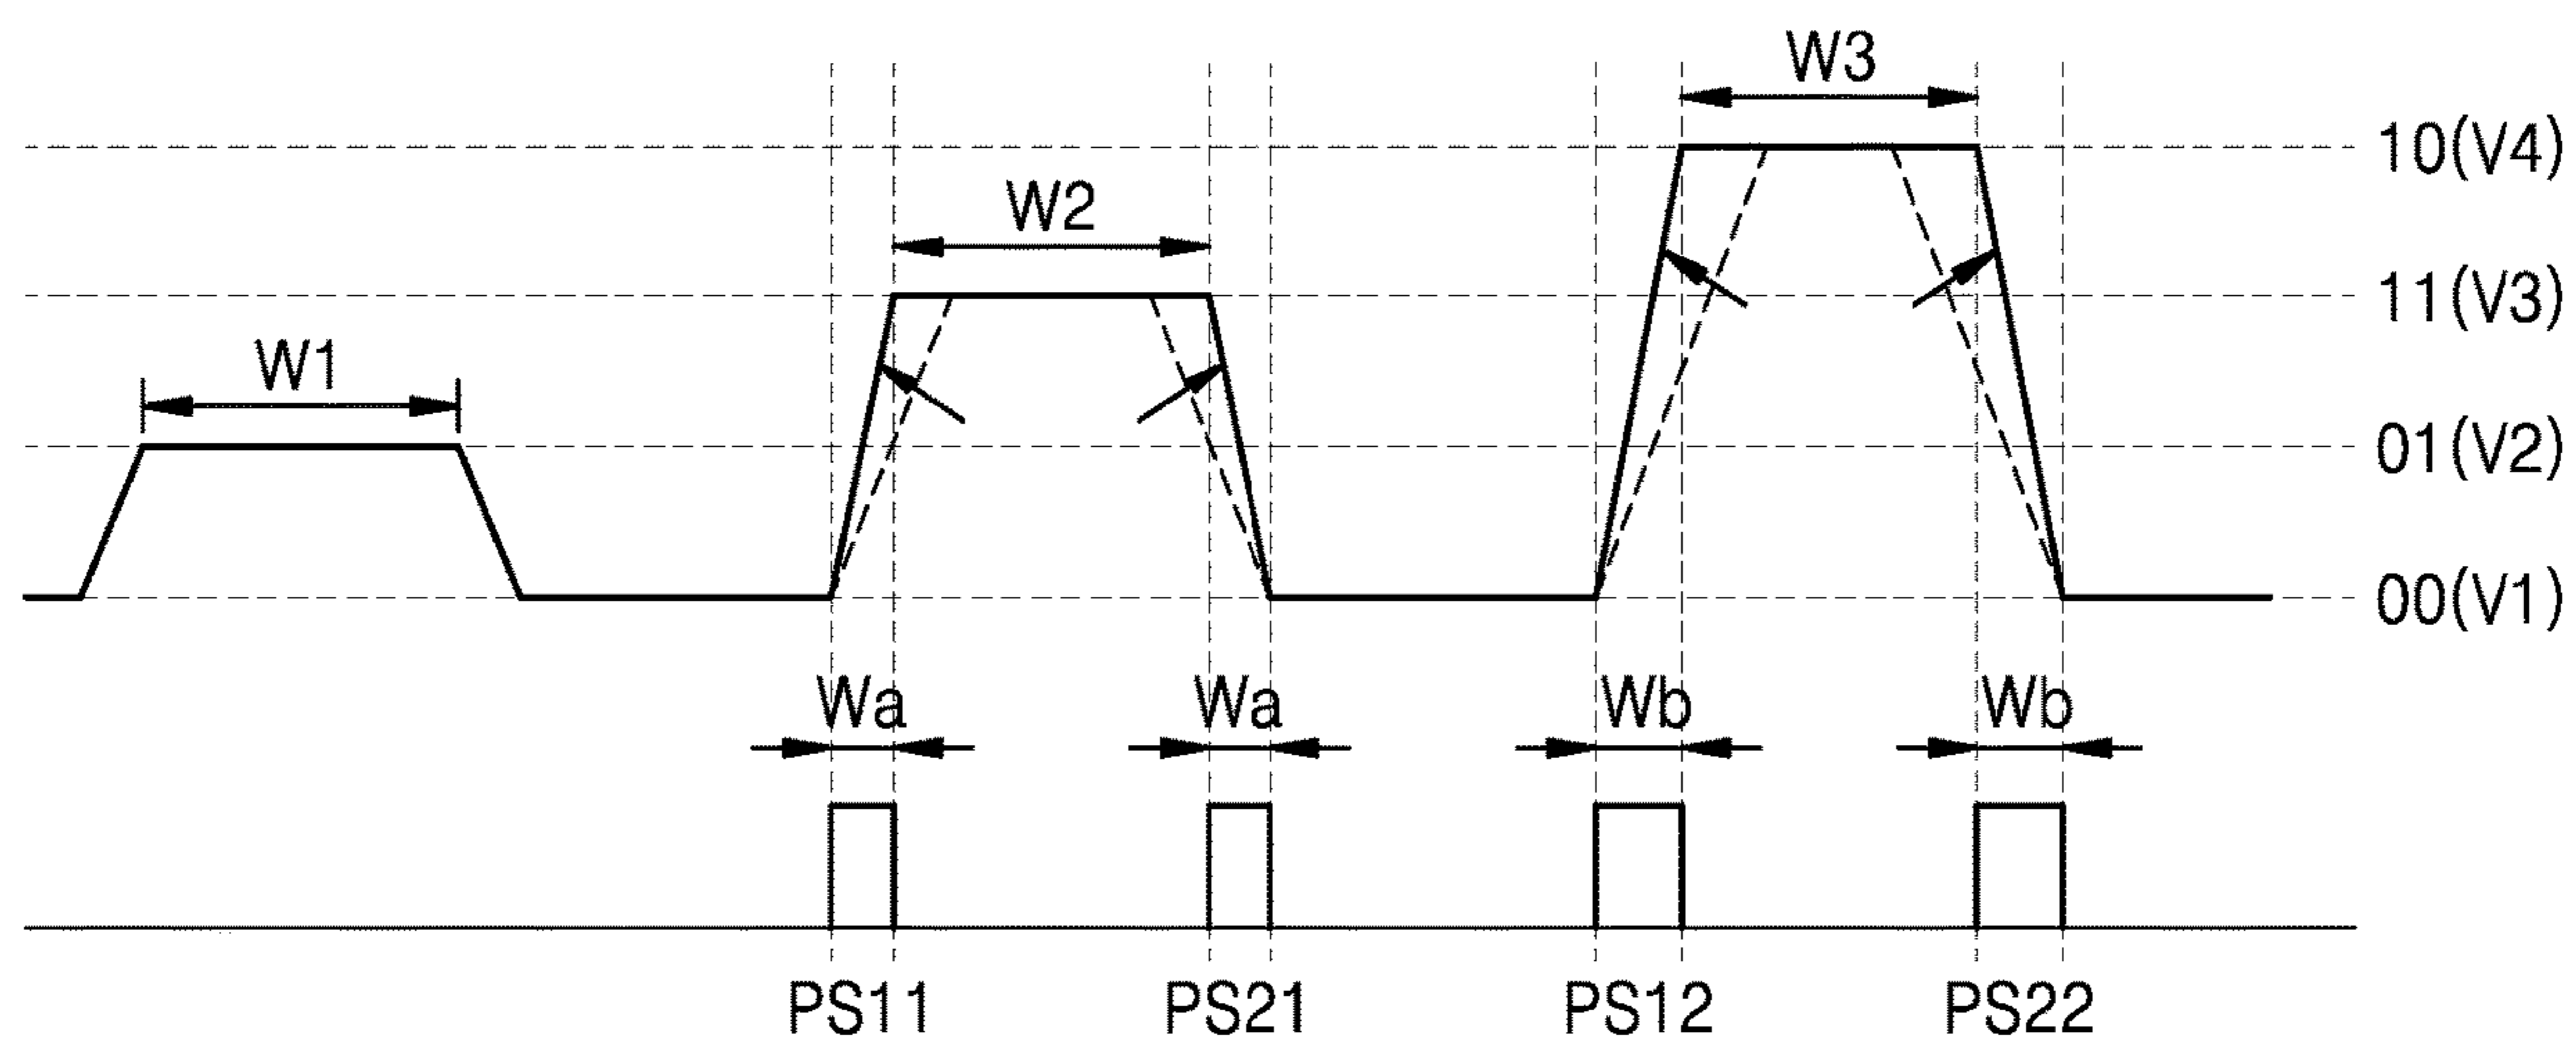 W3
10(V4)
W2
11(V3)
W1
01(V2)
00(V1)
Wa Wa Wb Wb
PS11 PS21 PS12 PS22